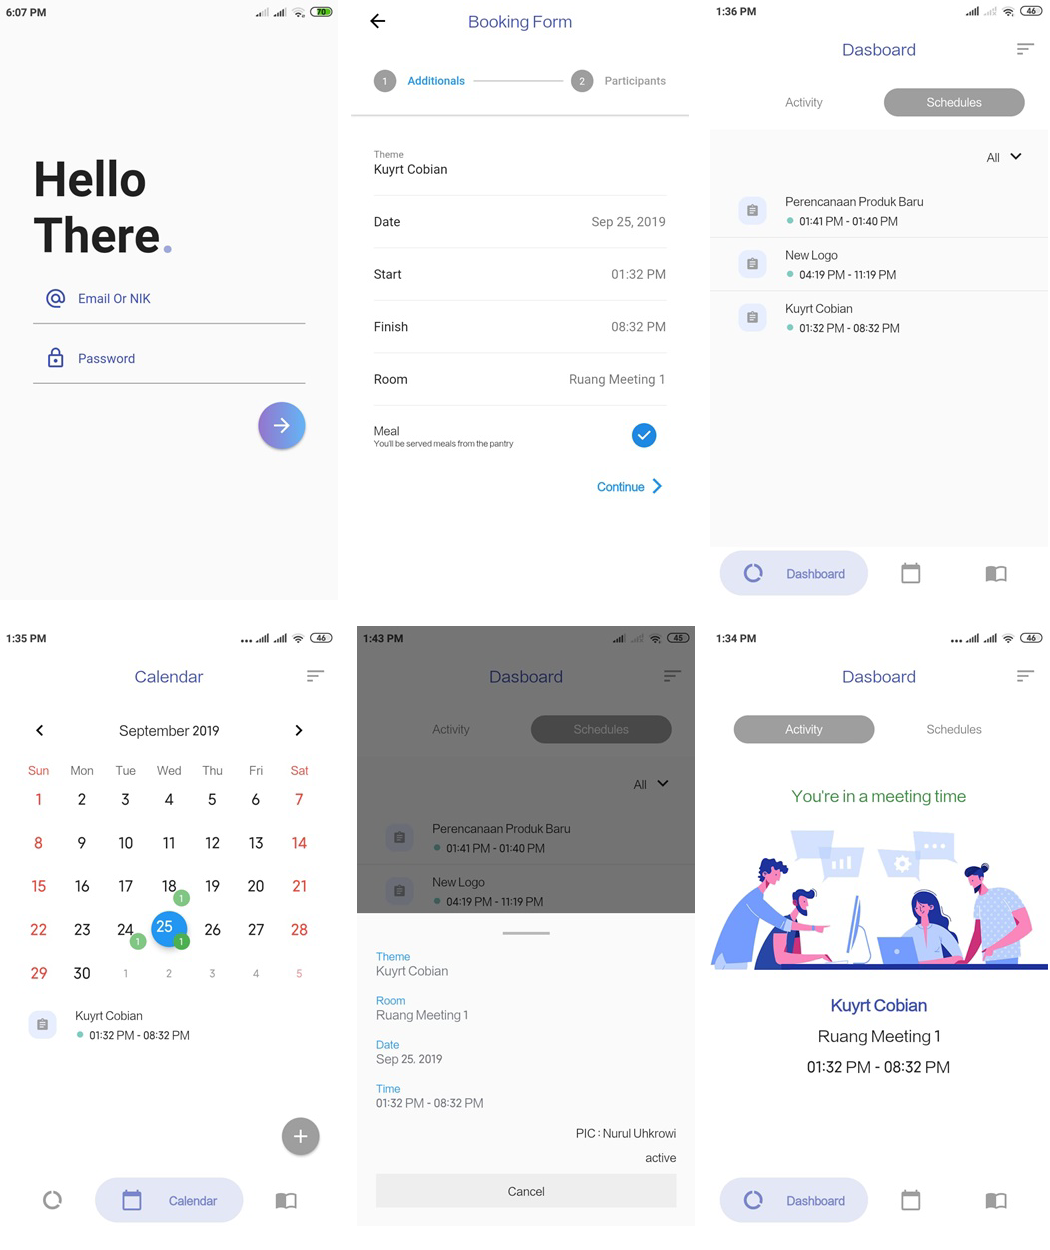 6:07 PM
70
Hello
There.
Email Or NIK
Password
Booking Form
1 Additionals 2 Participants
Theme
Kuyrt Cobian
Date Sep 25, 2019
Start 01:32 PM
Finish 08:32 PM
Room Ruang Meeting 1
Meal
You'll be served meals from the pantry
Continue
1:36 PM
46
Dasboard
Activity Schedules
All
Perencanaan Produk Baru
01:41 PM - 01:40 PM
New Logo
04:19 PM - 11:19 PM
Kuyrt Cobian
01:32 PM - 08:32 PM
Dashboard
1:35 PM
46
Calendar
September 2019
Sun Mon Tue Wed Thu Fri Sat
1 2 3 4 5 6 7
8 9 10 11 12 13 14
15 16 17 18 19 20 21
1
22 23 24 25 26 27 28
1 1
29 30 1 2 3 4 5
Kuyrt Cobian
01:32 PM - 08:32 PM
Calendar
1:43 PM
45
Dasboard
Activity Schedules
All
Perencanaan Produk Baru
01:41 PM - 01:40 PM
New Logo
04:19 PM - 11:19 PM
Theme
Kuyrt Cobian
Room
Ruang Meeting 1
Date
Sep 25. 2019
Time
01:32 PM - 08:32 PM
PIC : Nurul Uhkrowi
active
Cancel
1:34 PM
46
Dasboard
Activity Schedules
You're in a meeting time
Kuyrt Cobian
Ruang Meeting 1
01:32 PM - 08:32 PM
Dashboard